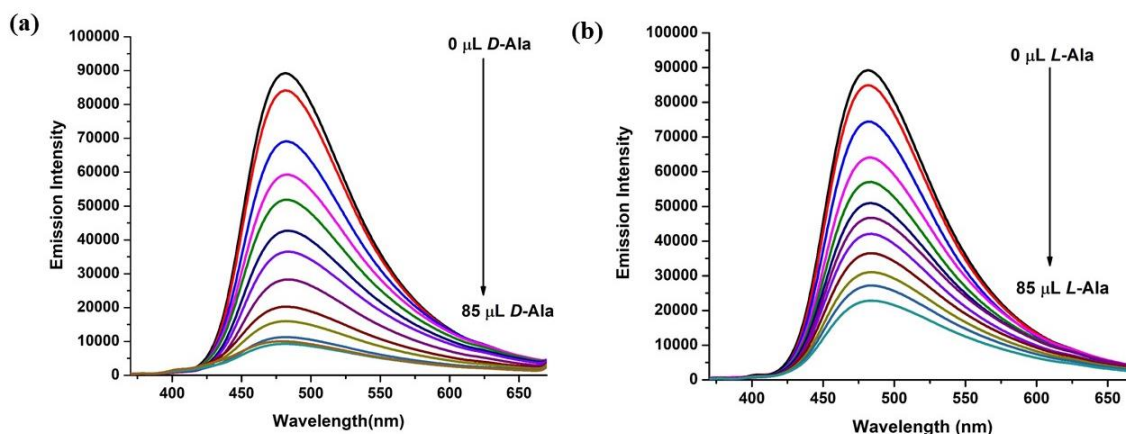 (a)
100000
90000
80000
70000
60000
50000
40000
30000
20000
10000
0
Emission Intensity
0 μL D-Ala
85 μL D-Ala
400 450 500 550 600 650
Wavelength(nm)
(b)
100000
90000
80000
70000
60000
50000
40000
30000
20000
10000
0
Emission Intensity
0 μL L-Ala
85 μL L-Ala
400 450 500 550 600 650
Wavelength (nm)